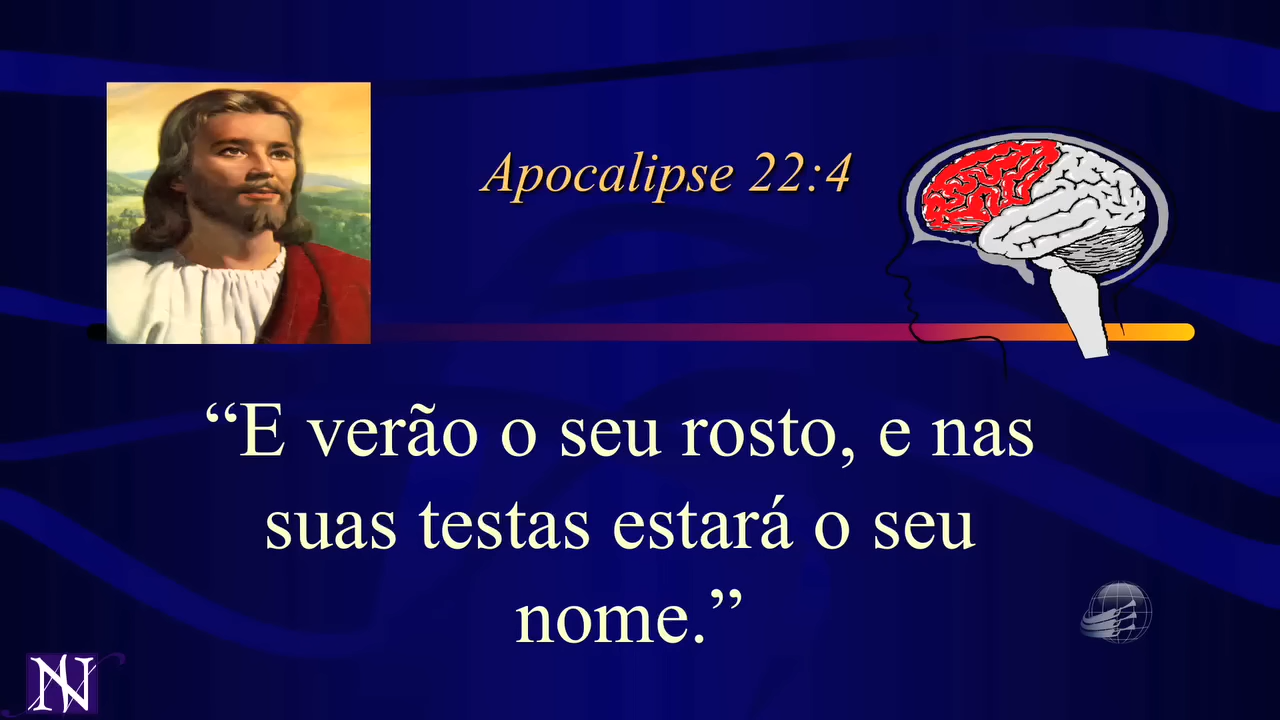 Apocalipse 22:4
“E verão o seu rosto, e nas
suas testas estará o seu
nome.”
N